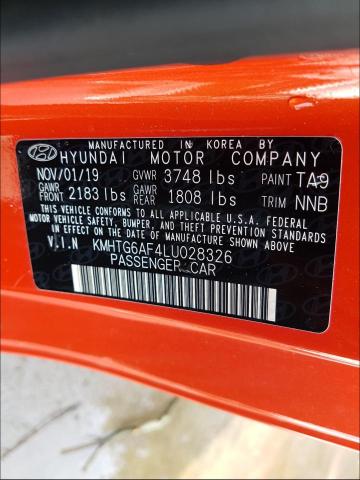 MANUFACTURED IN KOREA BY
HYUNDAI MOTOR COMPANY
NOV/01/19 GVWR 3748 lbs PAINT TA9
GAWR FRONT 2183 lbs GAWR REAR 1808 lbs TRIM NNB
THIS VEHICLE CONFORMS TO ALL APPLICABLE U.S.A. FEDERAL
MOTOR VEHICLE SAFETY, BUMPER, AND THEFT PREVENTION
STANDARDS IN EFFECT ON THE DATE OF MANUFACTURE SHOWN ABOVE.
V.I.N KMHTG6AF4LU028326
PASSENGER CAR